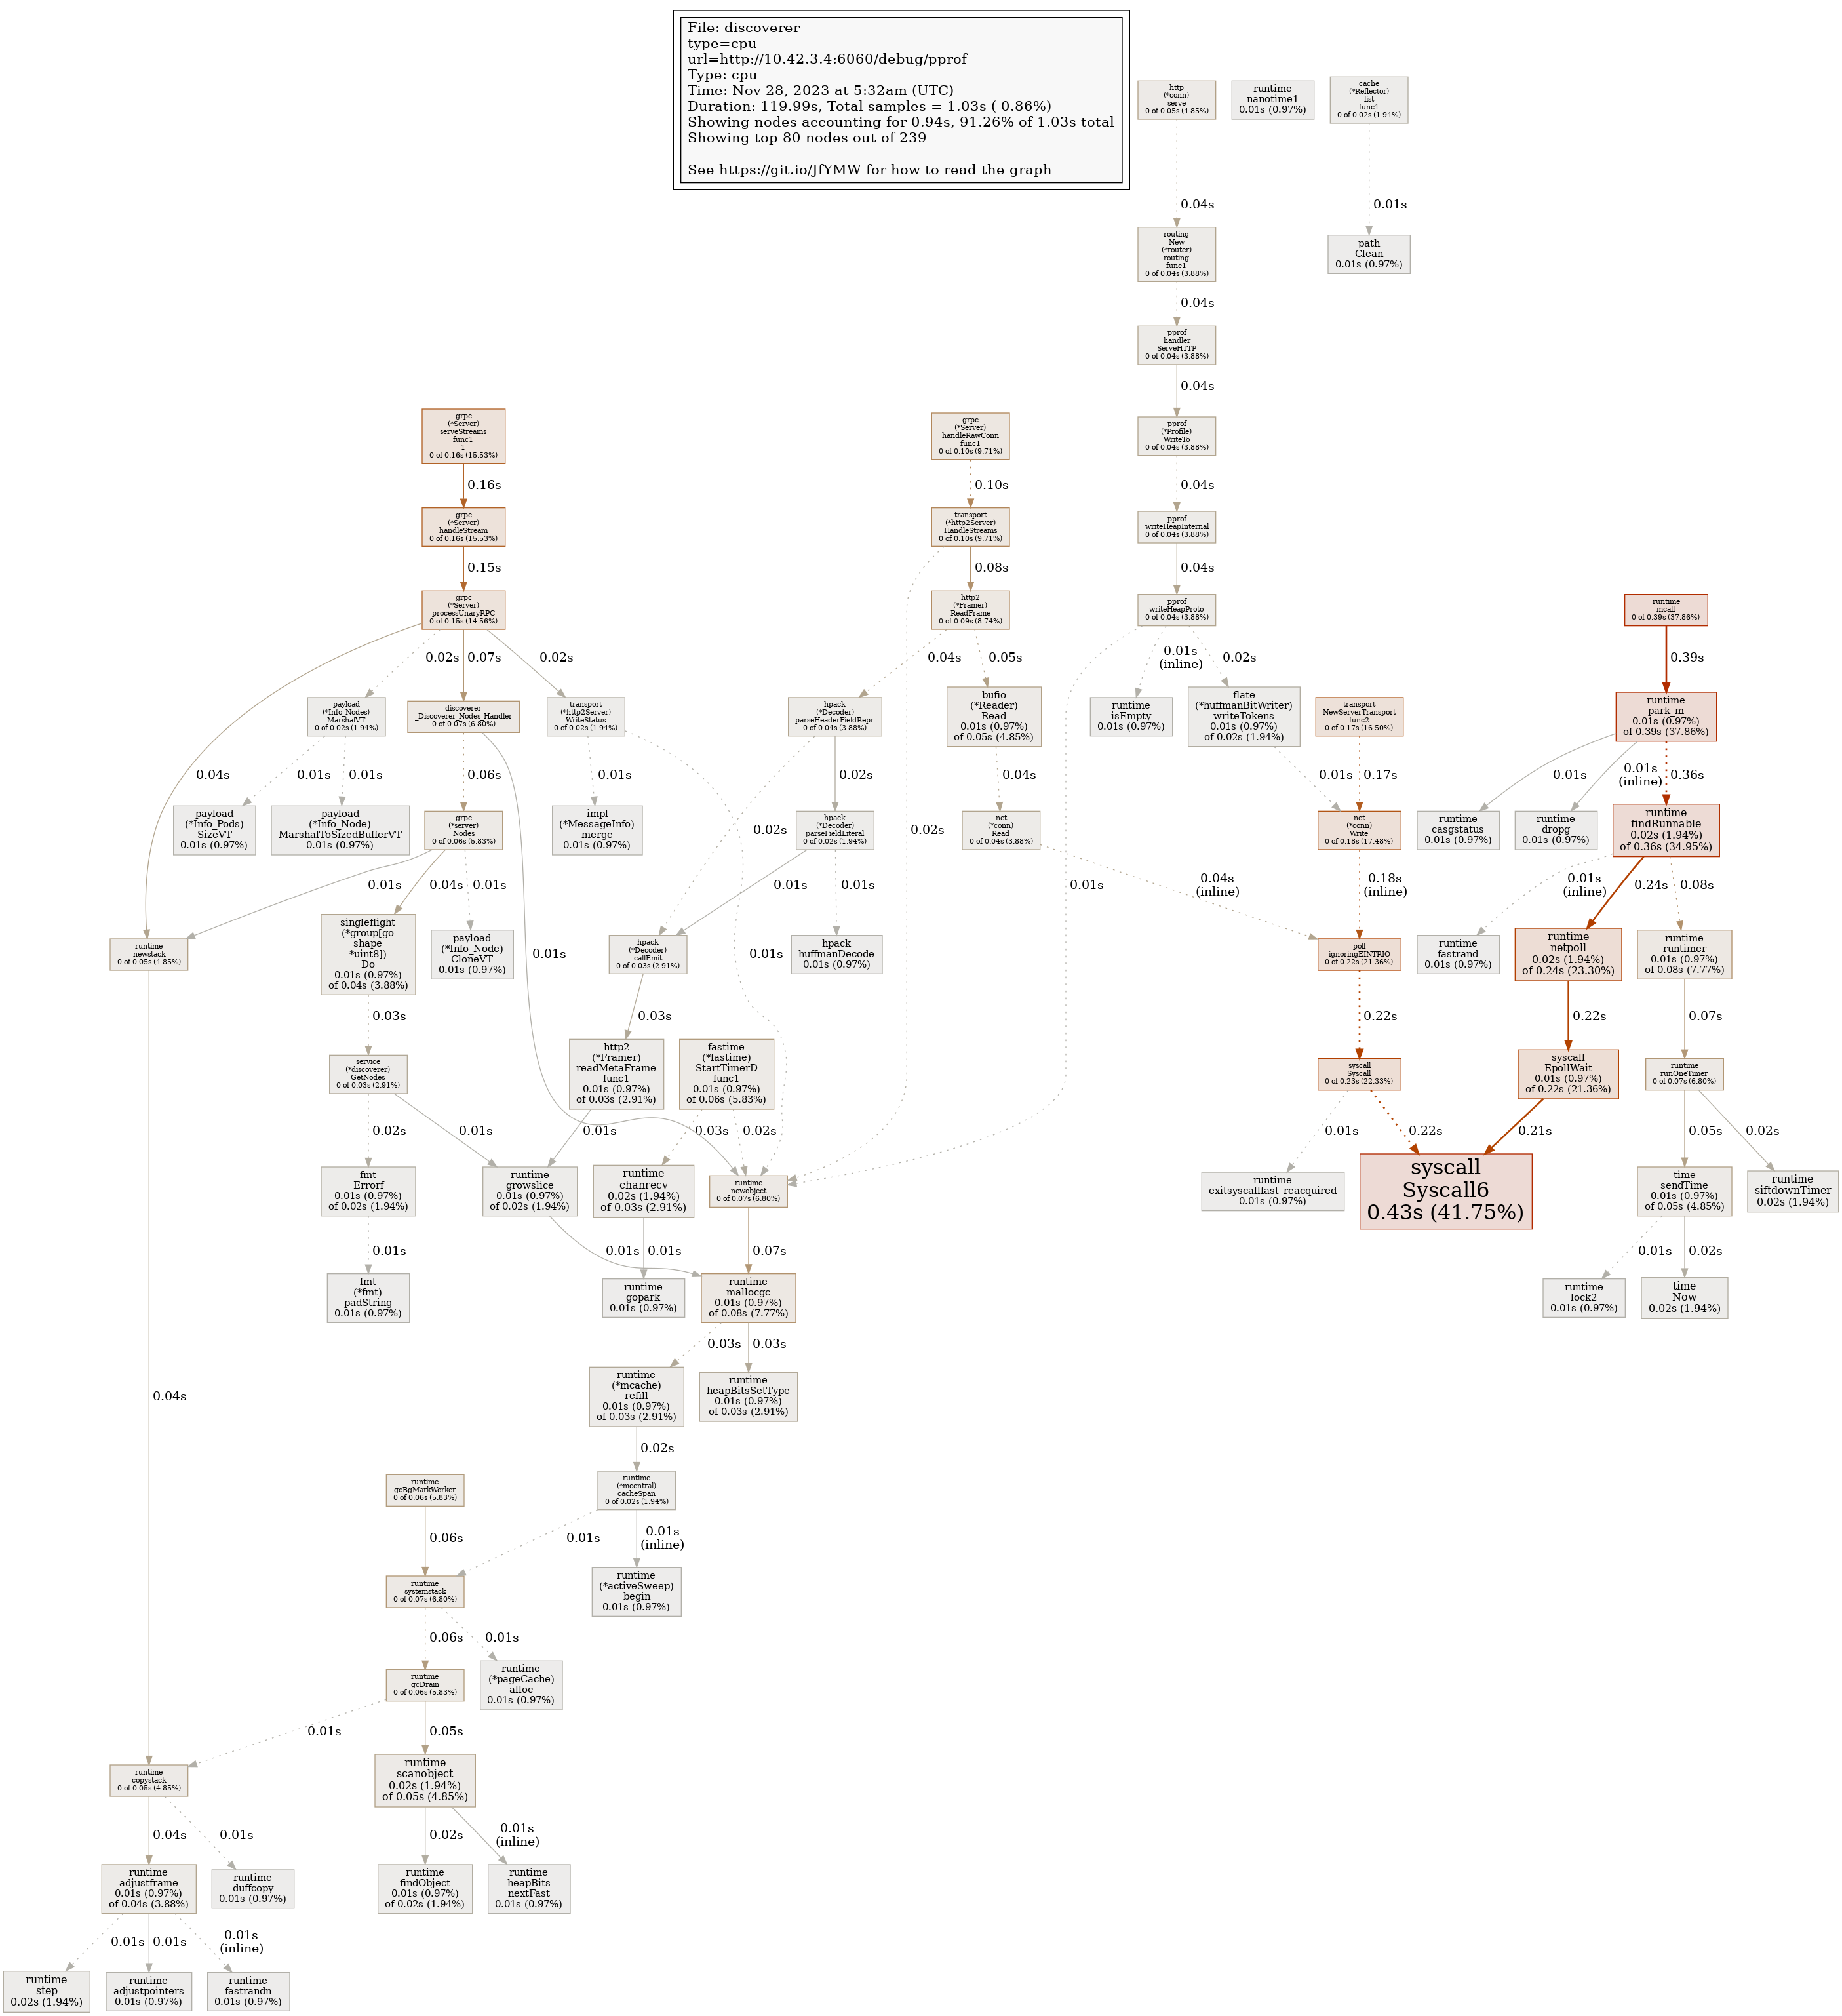 File: discoverer
type=cpu
url=http://10.42.3.4:6060/debug/pprof
Type: cpu
Time: Nov 28, 2023 at 5:32am (UTC)
Duration: 119.99s, Total samples = 1.03s ( 0.86%)
Showing nodes accounting for 0.94s, 91.26% of 1.03s total
Showing top 80 nodes out of 239
See https://git.io/JfYMW for how to read the graph
http
(*conn)
serve
0 of 0.05s (4.85%)
runtime
nanotime1
0.01s (0.97%)
cache
(*Reflector)
list
func1
0 of 0.02s (1.94%)
0.04s
0.01s
routing
New
(*router)
routing
func1
0 of 0.04s (3.88%)
path
Clean
0.01s (0.97%)
0.04s
pprof
handler
ServeHTTP
0 of 0.04s (3.88%)
0.04s
grpc
(*Server)
serveStreams
func1
1
0 of 0.16s (15.53%)
grpc
(*Server)
handleRawConn
func1
0 of 0.10s (9.71%)
pprof
(*Profile)
WriteTo
0 of 0.04s (3.88%)
0.16s
0.10s
0.04s
grpc
(*Server)
handleStream
0 of 0.16s (15.53%)
transport
(*http2Server)
HandleStreams
0 of 0.10s (9.71%)
pprof
writeHeapInternal
0 of 0.04s (3.88%)
0.15s
0.08s
0.04s
grpc
(*Server)
processUnaryRPC
0 of 0.15s (14.56%)
http2
(*Framer)
ReadFrame
0 of 0.09s (8.74%)
pprof
writeHeapProto
0 of 0.04s (3.88%)
runtime
mcall
0 of 0.39s (37.86%)
0.02s
0.07s
0.02s
0.04s
0.05s
0.01s
(inline)
0.02s
0.39s
payload
(*Info_Nodes)
MarshalVT
0 of 0.02s (1.94%)
discoverer
_Discoverer_Nodes_Handler
0 of 0.07s (6.80%)
transport
(*http2Server)
WriteStatus
0 of 0.02s (1.94%)
hpack
(*Decoder)
parseHeaderFieldRepr
0 of 0.04s (3.88%)
bufio
(*Reader)
Read
0.01s (0.97%)
of 0.05s (4.85%)
runtime
isEmpty
0.01s (0.97%)
flate
(*huffmanBitWriter)
writeTokens
0.01s (0.97%)
of 0.02s (1.94%)
transport
NewServerTransport
func2
0 of 0.17s (16.50%)
runtime
park_m
0.01s (0.97%)
of 0.39s (37.86%)
0.04s
0.01s
0.01s
0.06s
0.01s
0.02s
0.04s
0.01s
0.17s
0.01s
0.01s
(inline)
0.36s
payload
(*Info_Pods)
SizeVT
0.01s (0.97%)
payload
(*Info_Node)
MarshalToSizedBufferVT
0.01s (0.97%)
grpc
(*server)
Nodes
0 of 0.06s (5.83%)
impl
(*MessageInfo)
merge
0.01s (0.97%)
hpack
(*Decoder)
parseFieldLiteral
0 of 0.02s (1.94%)
net
(*conn)
Read
0 of 0.04s (3.88%)
net
(*conn)
Write
0 of 0.18s (17.48%)
runtime
casgstatus
0.01s (0.97%)
runtime
dropg
0.01s (0.97%)
runtime
findRunnable
0.02s (1.94%)
of 0.36s (34.95%)
0.02s
0.02s
0.01s
0.04s
0.01s
0.01s
0.01s
0.01s
0.04s
(inline)
0.18s
(inline)
0.01s
(inline)
0.24s
0.08s
runtime
newstack
0 of 0.05s (4.85%)
singleflight
(*group[go
shape
*uint8])
Do
0.01s (0.97%)
of 0.04s (3.88%)
payload
(*Info_Node)
CloneVT
0.01s (0.97%)
0.01s
hpack
(*Decoder)
callEmit
0 of 0.03s (2.91%)
0.01s
hpack
huffmanDecode
0.01s (0.97%)
poll
ignoringEINTRIO
0 of 0.22s (21.36%)
runtime
fastrand
0.01s (0.97%)
runtime
netpoll
0.02s (1.94%)
of 0.24s (23.30%)
runtime
runtimer
0.01s (0.97%)
of 0.08s (7.77%)
0.03s
0.03s
0.22s
0.22s
0.07s
service
(*discoverer)
GetNodes
0 of 0.03s (2.91%)
http2
(*Framer)
readMetaFrame
func1
0.01s (0.97%)
of 0.03s (2.91%)
fastime
(*fastime)
StartTimerD
func1
0.01s (0.97%)
of 0.06s (5.83%)
syscall
Syscall
0 of 0.23s (22.33%)
syscall
EpollWait
0.01s (0.97%)
of 0.22s (21.36%)
runtime
runOneTimer
0 of 0.07s (6.80%)
0.02s
0.01s
0.01s
0.03s
0.02s
0.01s
0.22s
0.21s
0.05s
0.02s
fmt
Errorf
0.01s (0.97%)
of 0.02s (1.94%)
runtime
growslice
0.01s (0.97%)
of 0.02s (1.94%)
runtime
chanrecv
0.02s (1.94%)
of 0.03s (2.91%)
runtime
newobject
0 of 0.07s (6.80%)
runtime
exitsyscallfast_reacquired
0.01s (0.97%)
syscall
Syscall6
0.43s (41.75%)
time
sendTime
0.01s (0.97%)
of 0.05s (4.85%)
runtime
siftdownTimer
0.02s (1.94%)
0.01s
0.01s
0.01s
0.07s
0.01s
0.02s
fmt
(*fmt)
padString
0.01s (0.97%)
runtime
gopark
0.01s (0.97%)
runtime
mallocgc
0.01s (0.97%)
of 0.08s (7.77%)
runtime
lock2
0.01s (0.97%)
time
Now
0.02s (1.94%)
0.03s
0.03s
0.04s
runtime
(*mcache)
refill
0.01s (0.97%)
of 0.03s (2.91%)
runtime
heapBitsSetType
0.01s (0.97%)
of 0.03s (2.91%)
0.02s
runtime
gcBgMarkWorker
0 of 0.06s (5.83%)
runtime
(*mcentral)
cacheSpan
0 of 0.02s (1.94%)
0.06s
0.01s
0.01s
(inline)
runtime
systemstack
0 of 0.07s (6.80%)
runtime
(*activeSweep)
begin
0.01s (0.97%)
0.06s
0.01s
runtime
gcDrain
0 of 0.06s (5.83%)
runtime
(*pageCache)
alloc
0.01s (0.97%)
0.01s
0.05s
runtime
copystack
0 of 0.05s (4.85%)
runtime
scanobject
0.02s (1.94%)
of 0.05s (4.85%)
0.04s
0.01s
0.02s
0.01s
(inline)
runtime
adjustframe
0.01s (0.97%)
of 0.04s (3.88%)
runtime
duffcopy
0.01s (0.97%)
runtime
findObject
0.01s (0.97%)
of 0.02s (1.94%)
runtime
heapBits
nextFast
0.01s (0.97%)
0.01s
0.01s
0.01s
(inline)
runtime
step
0.02s (1.94%)
runtime
adjustpointers
0.01s (0.97%)
runtime
fastrandn
0.01s (0.97%)